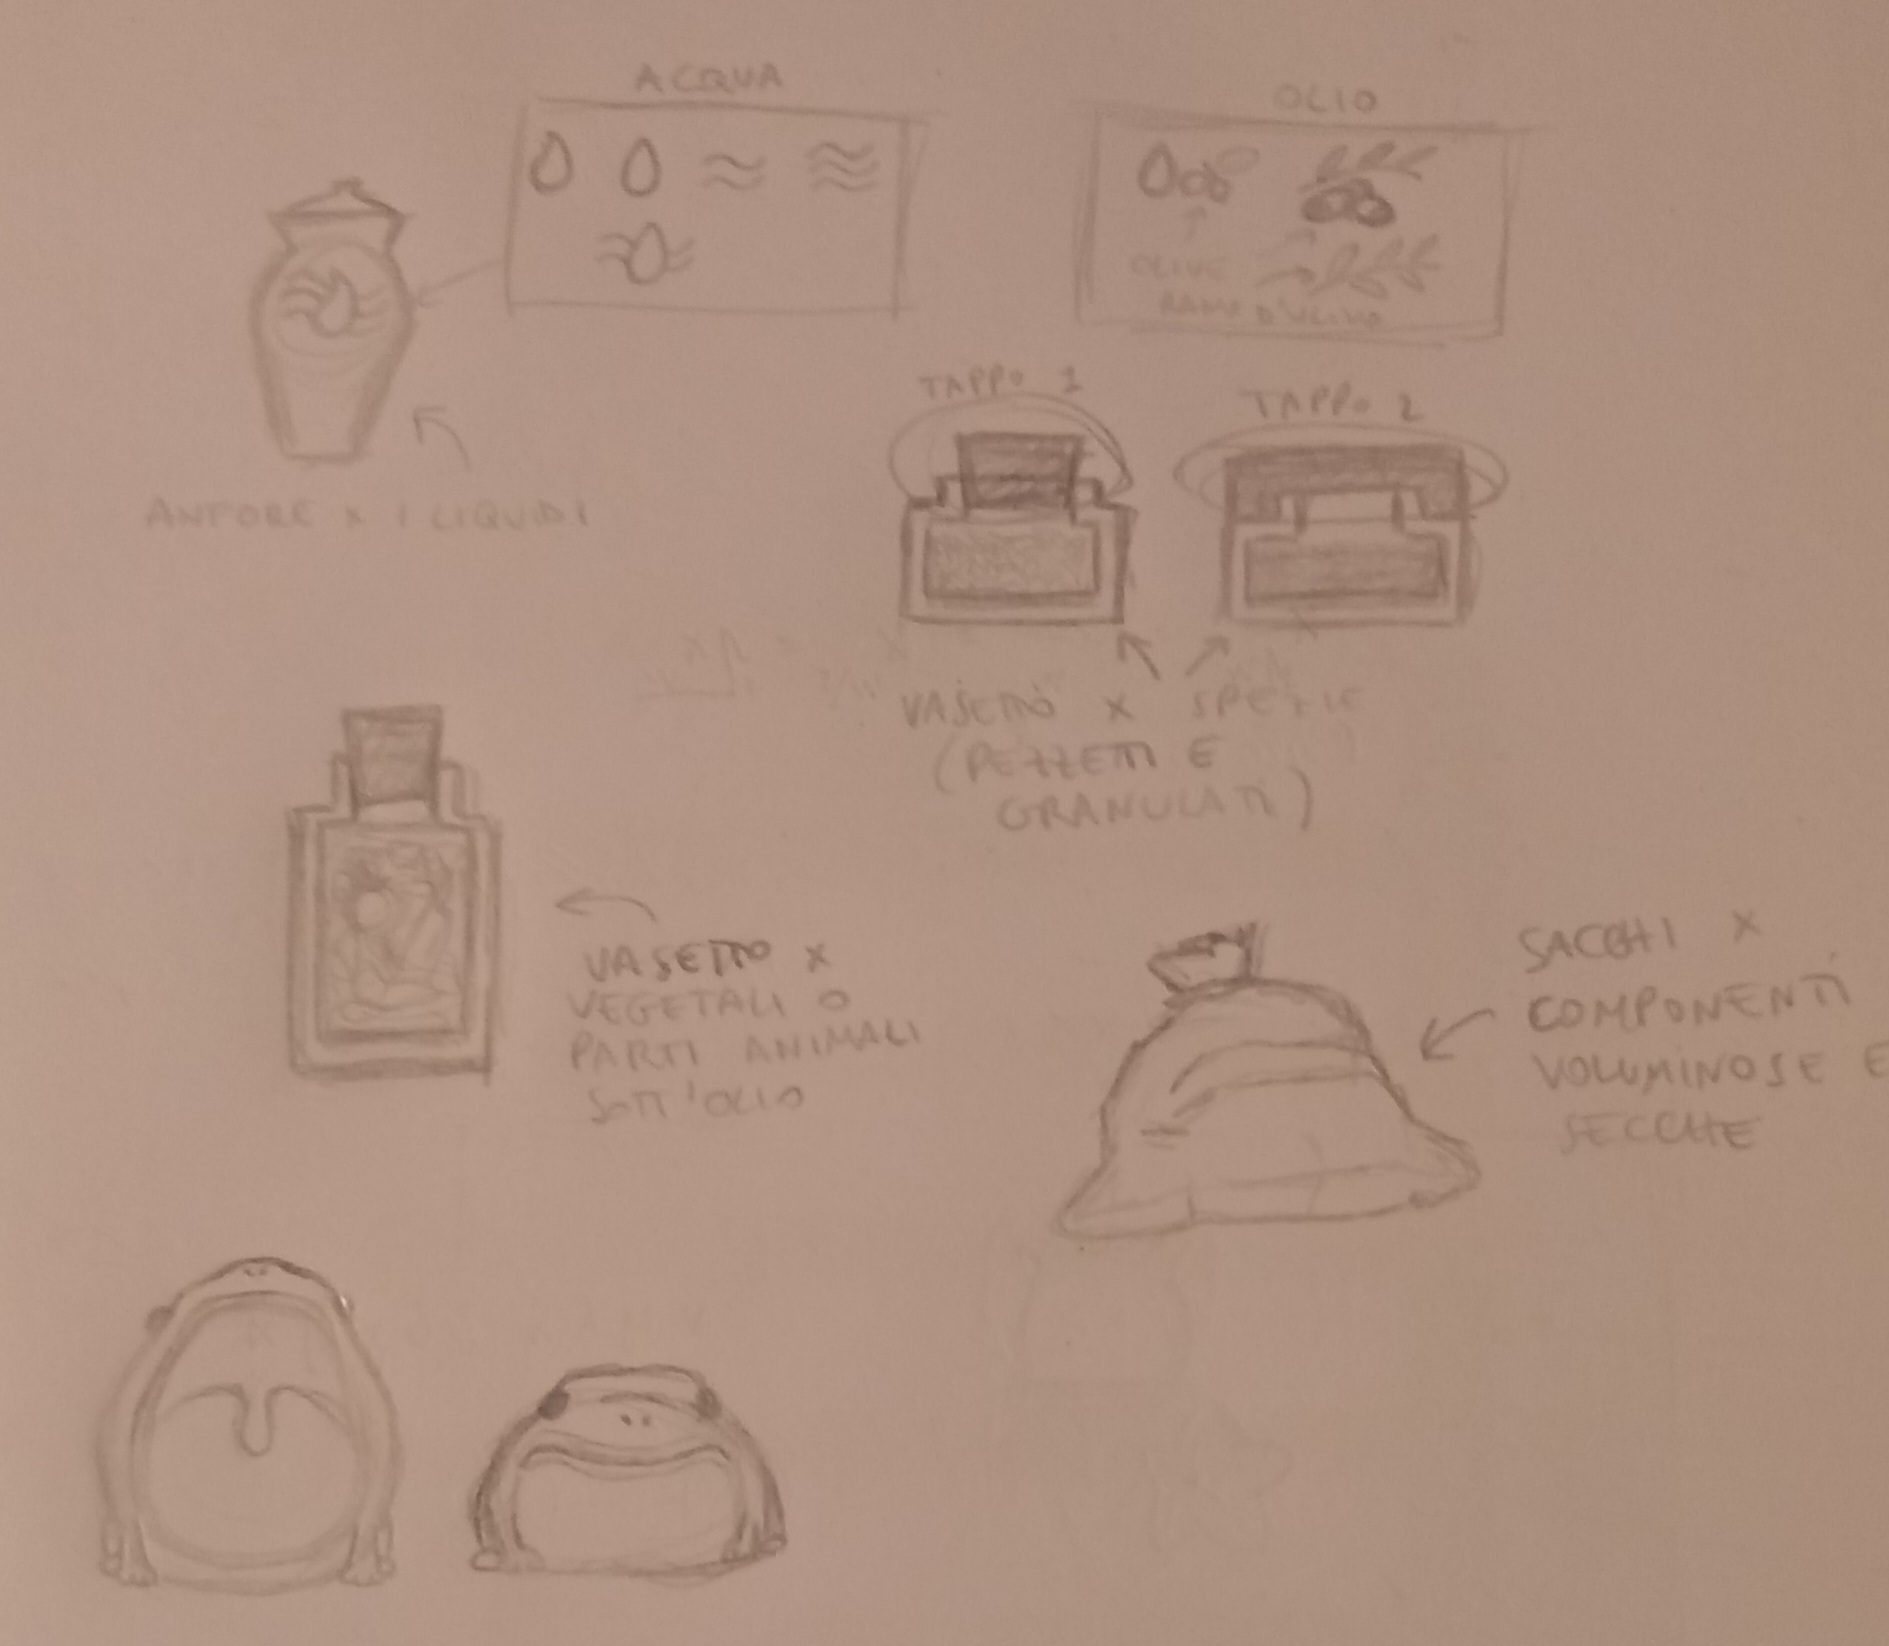 ACQUA
OLIO
OLIVE
RAMO D'ULIVO
ANFORE X I LIQUIDI
TAPPO 1
TAPPO 2
VASETTO X SPEZIE
(PEZZETTI E
GRANULATI)
VASETTO X
VEGETALI O
PARTI ANIMALI
SOTT'OLIO
SACCHI X
COMPONENTI
VOLUMINOSE E
SECCHE